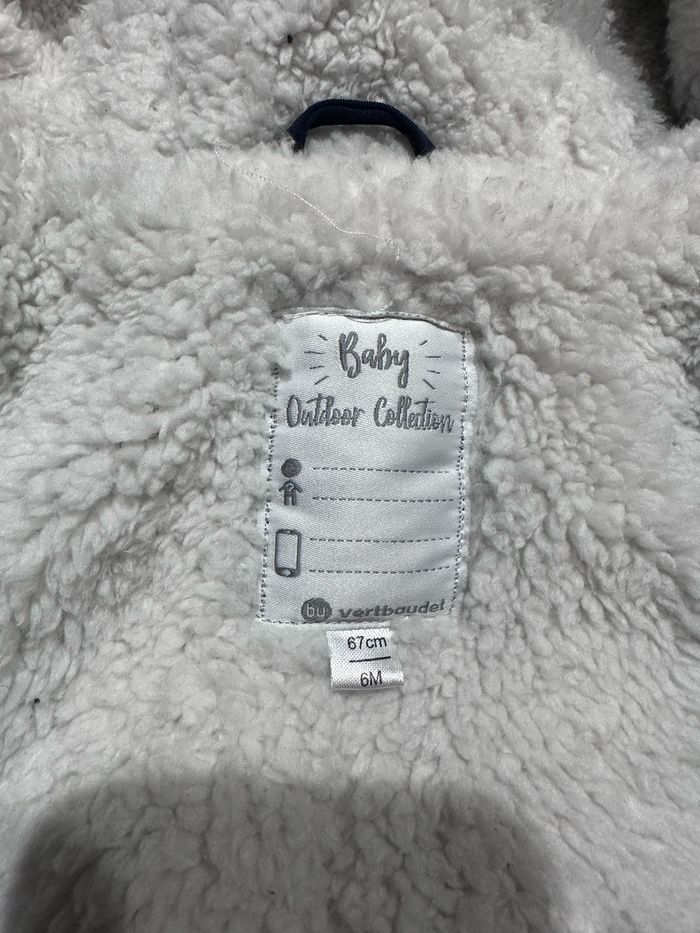 Baby
Outdoor Collection
by vertbaudet
67cm
6M